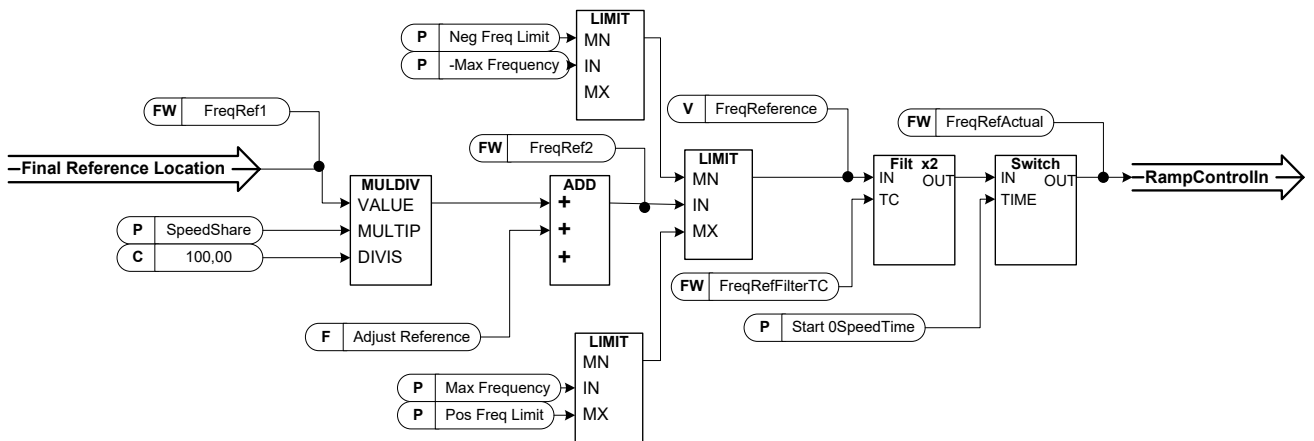 LIMIT
P Neg Freq Limit
MN
P -Max Frequency
IN
MX
FW FreqRef1
V FreqReference
FW FreqRefActual
FW FreqRef2
Final Reference Location
LIMIT
MN
IN
MX
Filt x2
IN
OUT
TC
Switch
IN
OUT
TIME
RampControlIn
MULDIV
VALUE
MULTIP
DIVIS
ADD
+
+
+
P SpeedShare
C 100,00
FW FreqRefFilterTC
F Adjust Reference
P Start 0SpeedTime
LIMIT
MN
P Max Frequency
IN
P Pos Freq Limit
MX